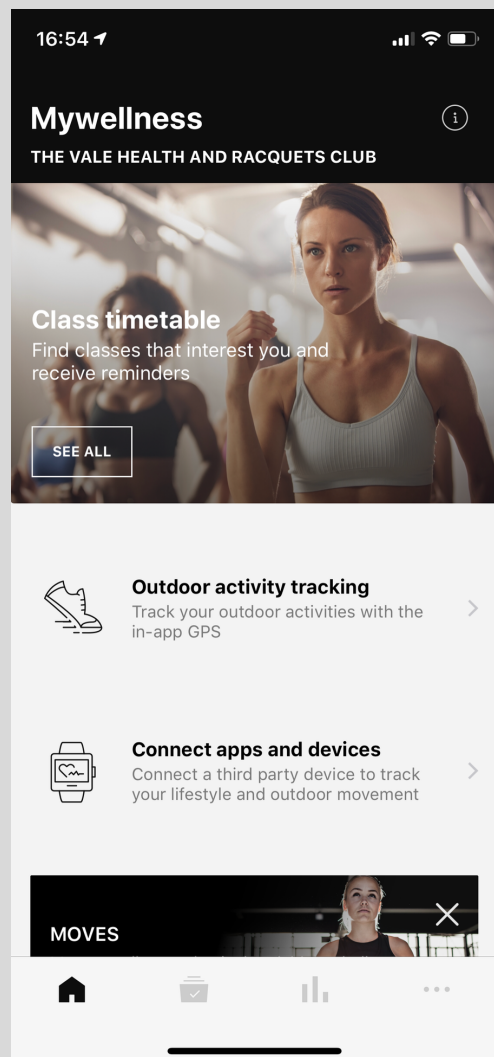 16:54
Mywellness
THE VALE HEALTH AND RACQUETS CLUB
Class timetable
Find classes that interest you and
receive reminders
SEE ALL
Outdoor activity tracking
Track your outdoor activities with the
in-app GPS
Connect apps and devices
Connect a third party device to track
your lifestyle and outdoor movement
MOVES